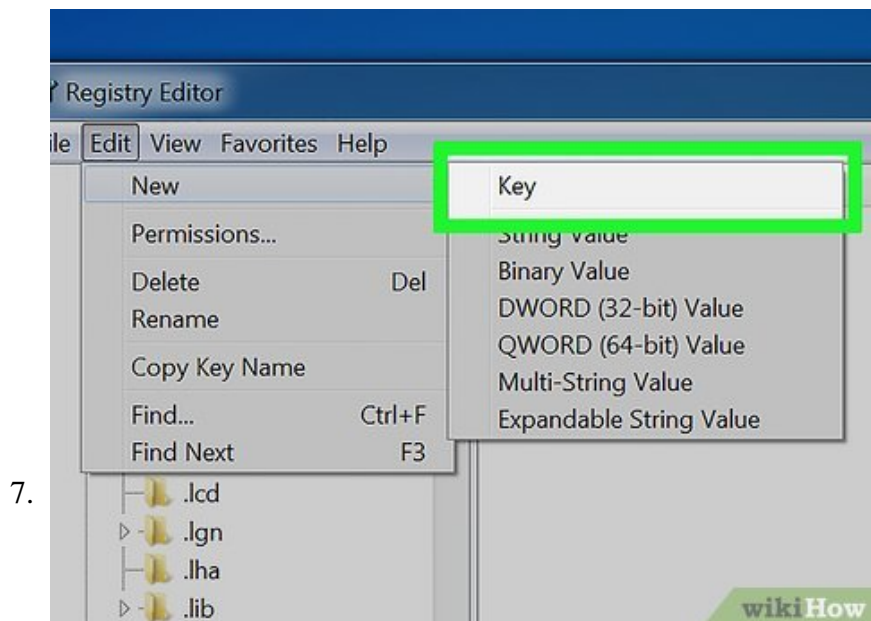 Registry Editor
ile Edit View Favorites Help
New
Key
Permissions...
String Value
Delete Del
Binary Value
Rename
DWORD (32-bit) Value
QWORD (64-bit) Value
Copy Key Name
Multi-String Value
Find... Ctrl+F
Expandable String Value
Find Next F3
7.
.lcd
.lgn
.lha
.lib
wikiHow